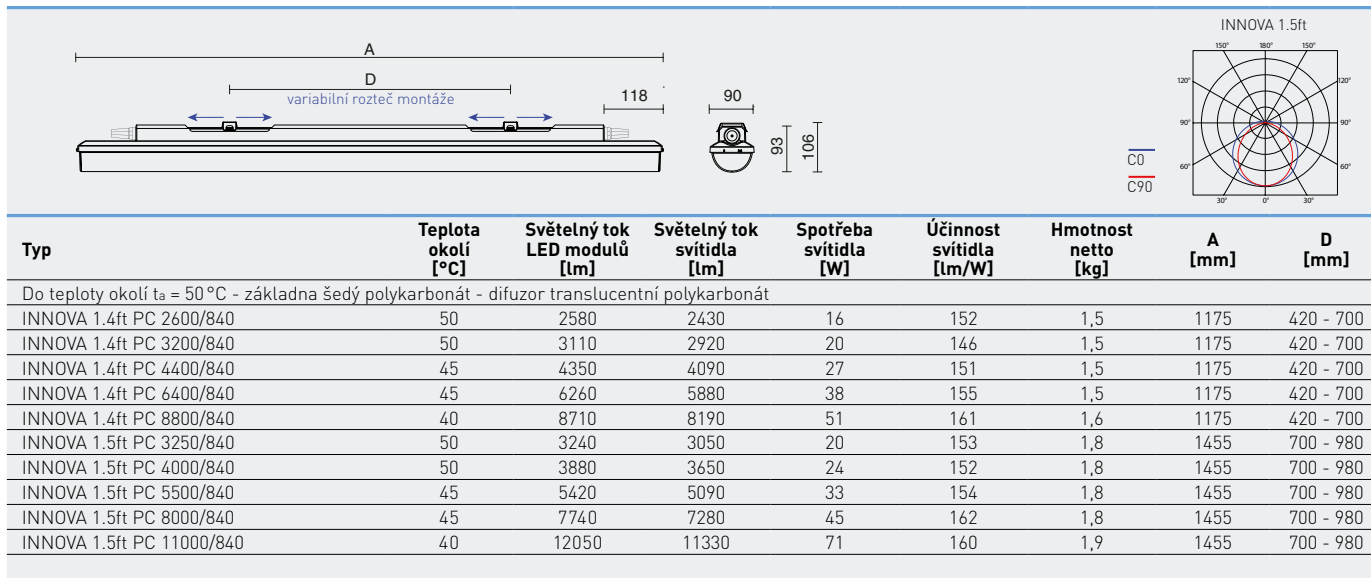 INNOVA 1.5ft
150° 180° 150°
120° 120°
90° 90°
60° 60°
30° 0° 30°
C0
C90
A
D
variabilní rozteč montáže
118
90
93
106
Typ Teplota okolí [°C] Světelný tok LED modulů [lm] Světelný tok svítidla [lm] Spotřeba svítidla [W] Účinnost svítidla [lm/W] Hmotnost netto [kg] A [mm] D [mm]
Do teploty okolí ta = 50°C - základna šedý polykarbonát - difuzor translucentní polykarbonát
INNOVA 1.4ft PC 2600/840 50 2580 2430 16 152 1,5 1175 420 - 700
INNOVA 1.4ft PC 3200/840 50 3110 2920 20 146 1,5 1175 420 - 700
INNOVA 1.4ft PC 4400/840 45 4350 4090 27 151 1,5 1175 420 - 700
INNOVA 1.4ft PC 6400/840 45 6260 5880 38 155 1,5 1175 420 - 700
INNOVA 1.4ft PC 8800/840 40 8710 8190 51 161 1,6 1175 420 - 700
INNOVA 1.5ft PC 3250/840 50 3240 3050 20 153 1,8 1455 700 - 980
INNOVA 1.5ft PC 4000/840 50 3880 3650 24 152 1,8 1455 700 - 980
INNOVA 1.5ft PC 5500/840 45 5420 5090 33 154 1,8 1455 700 - 980
INNOVA 1.5ft PC 8000/840 45 7740 7280 45 162 1,8 1455 700 - 980
INNOVA 1.5ft PC 11000/840 40 12050 11330 71 160 1,9 1455 700 - 980